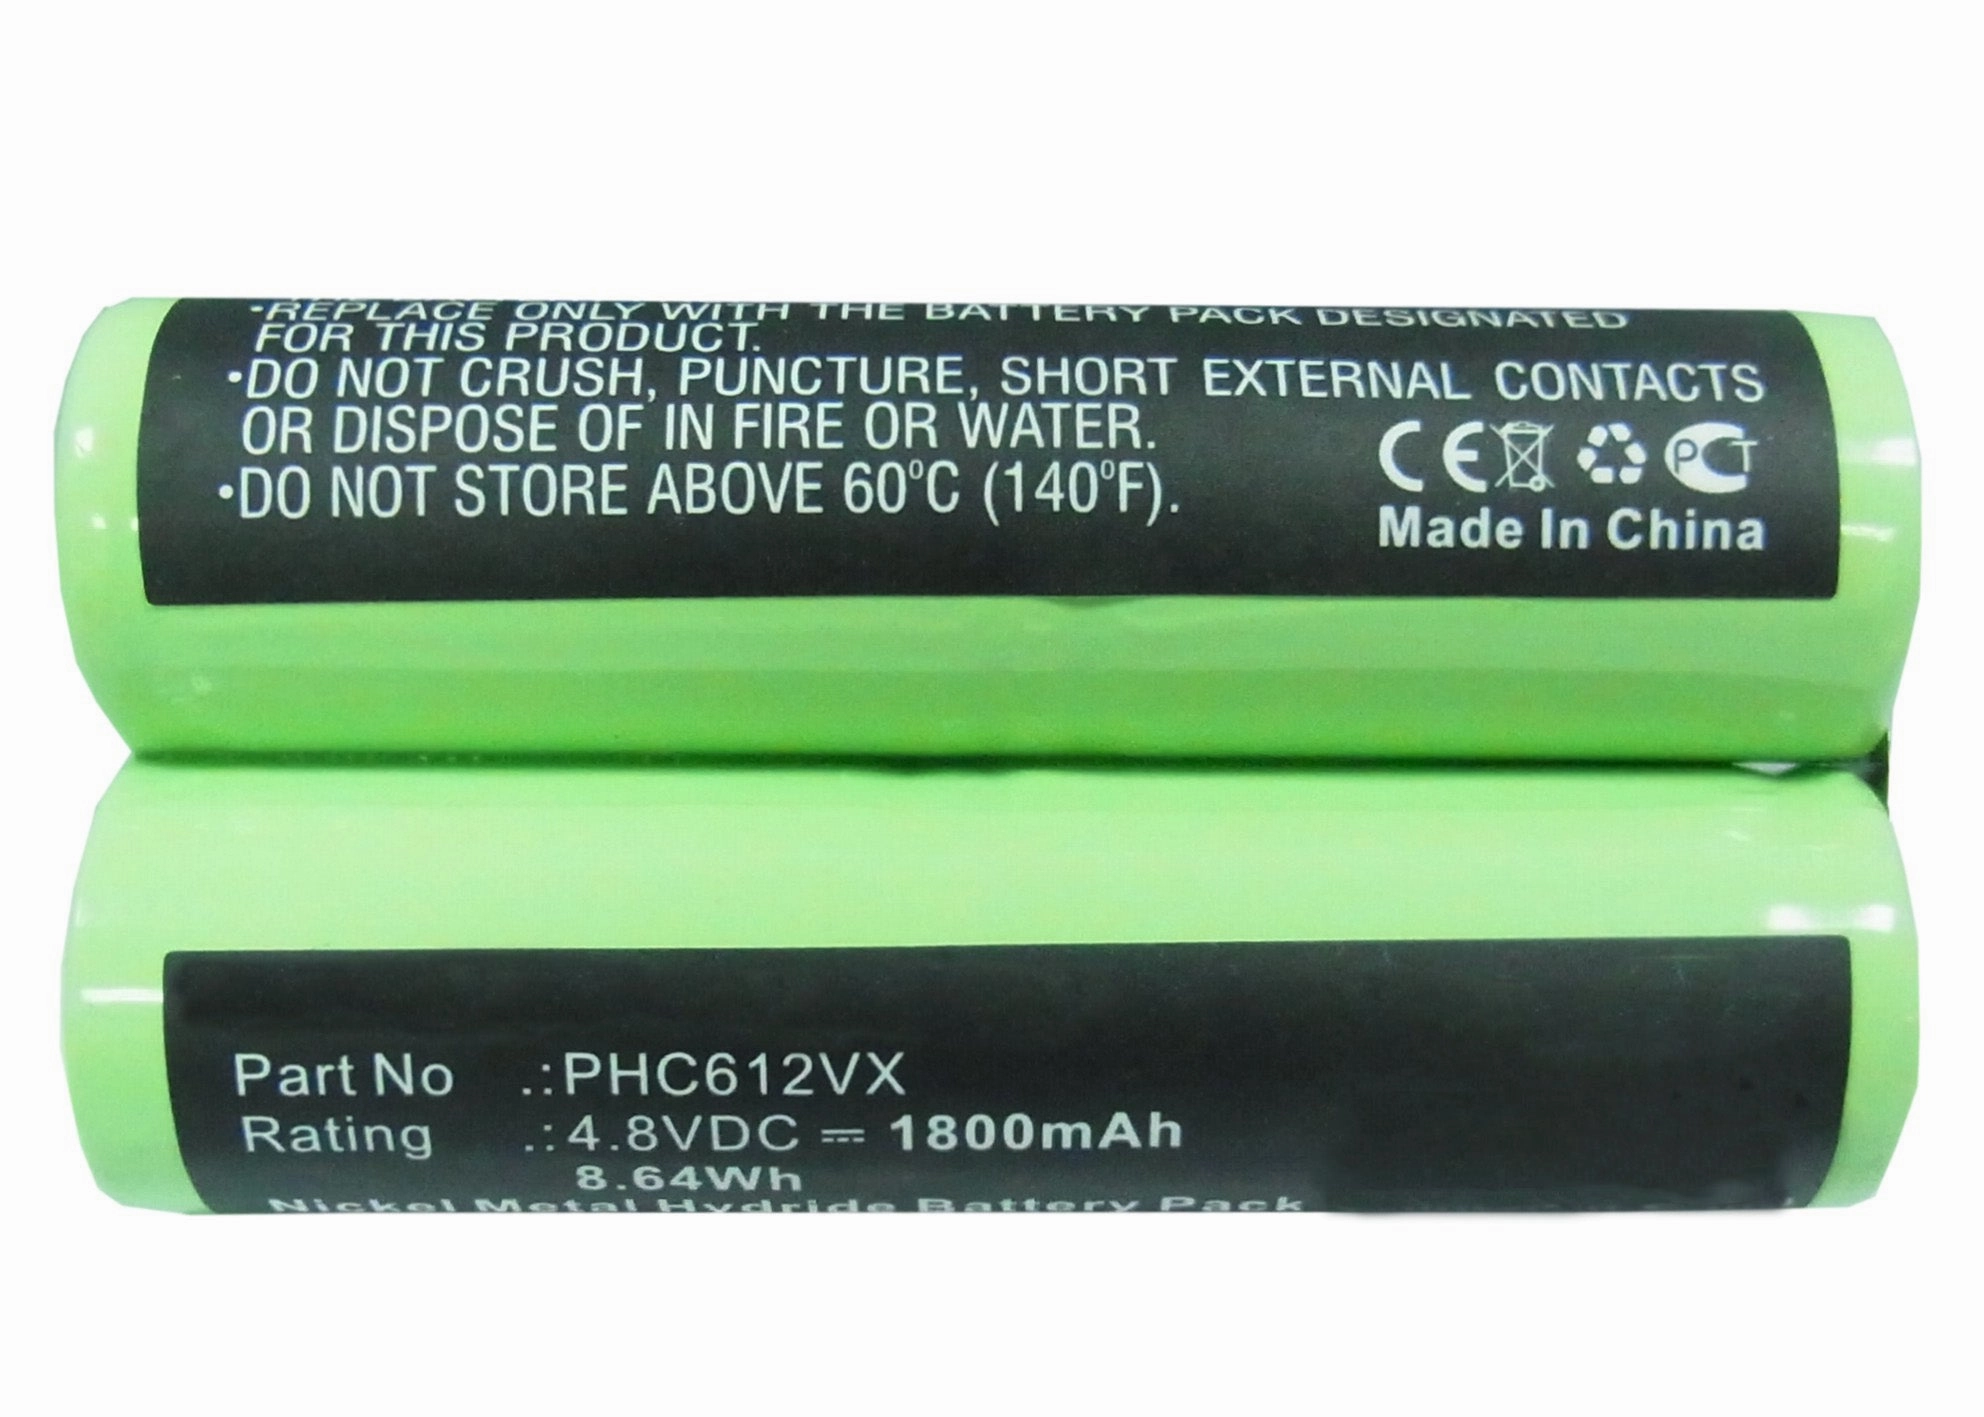 •REPLACE ONLY WITH THE BATTERY PACK DESIGNATED
FOR THIS PRODUCT.
•DO NOT CRUSH, PUNCTURE, SHORT EXTERNAL CONTACTS
OR DISPOSE OF IN FIRE OR WATER.
•DO NOT STORE ABOVE 60°C (140°F).
CE PCT
Made In China
Part No .:PHC612VX
Rating .:4.8VDC ⎓ 1800mAh
8.64Wh
Nickel Metal Hydride Battery Pack